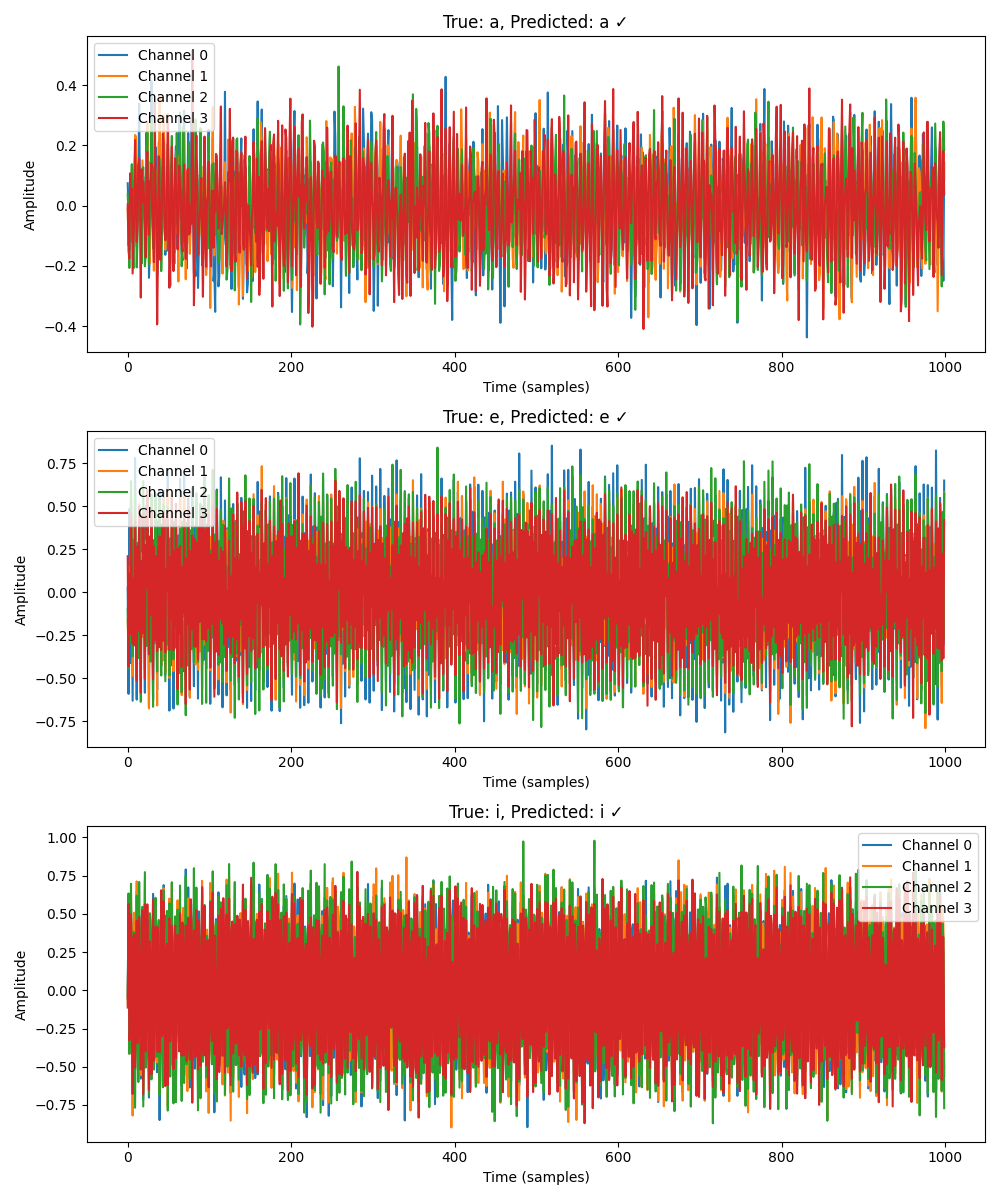 True: a, Predicted: a ✓
Channel 0
Channel 1
Channel 2
Channel 3
Amplitude
0.4
0.2
0.0
−0.2
−0.4
0 200 400 600 800 1000
Time (samples)
True: e, Predicted: e ✓
Channel 0
Channel 1
Channel 2
Channel 3
Amplitude
0.75
0.50
0.25
0.00
−0.25
−0.50
−0.75
0 200 400 600 800 1000
Time (samples)
True: i, Predicted: i ✓
Channel 0
Channel 1
Channel 2
Channel 3
Amplitude
1.00
0.75
0.50
0.25
0.00
−0.25
−0.50
−0.75
0 200 400 600 800 1000
Time (samples)